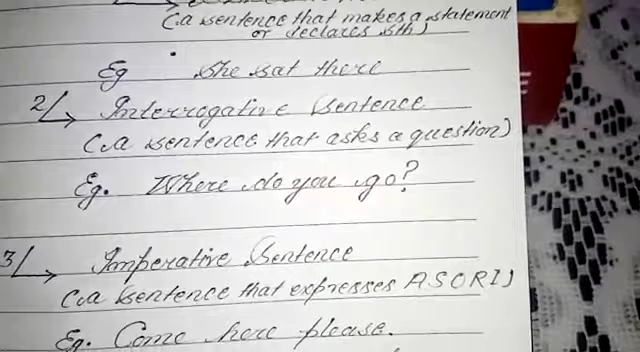 (a sentence that makes a statement
or declares sth)
Eg She sat there
2/ Interrogative Sentence
(a sentence that asks a question)
Eg. Where do you go?
3/ Imperative Sentence
(a sentence that expresses ASORI)
Eg. Come here please.